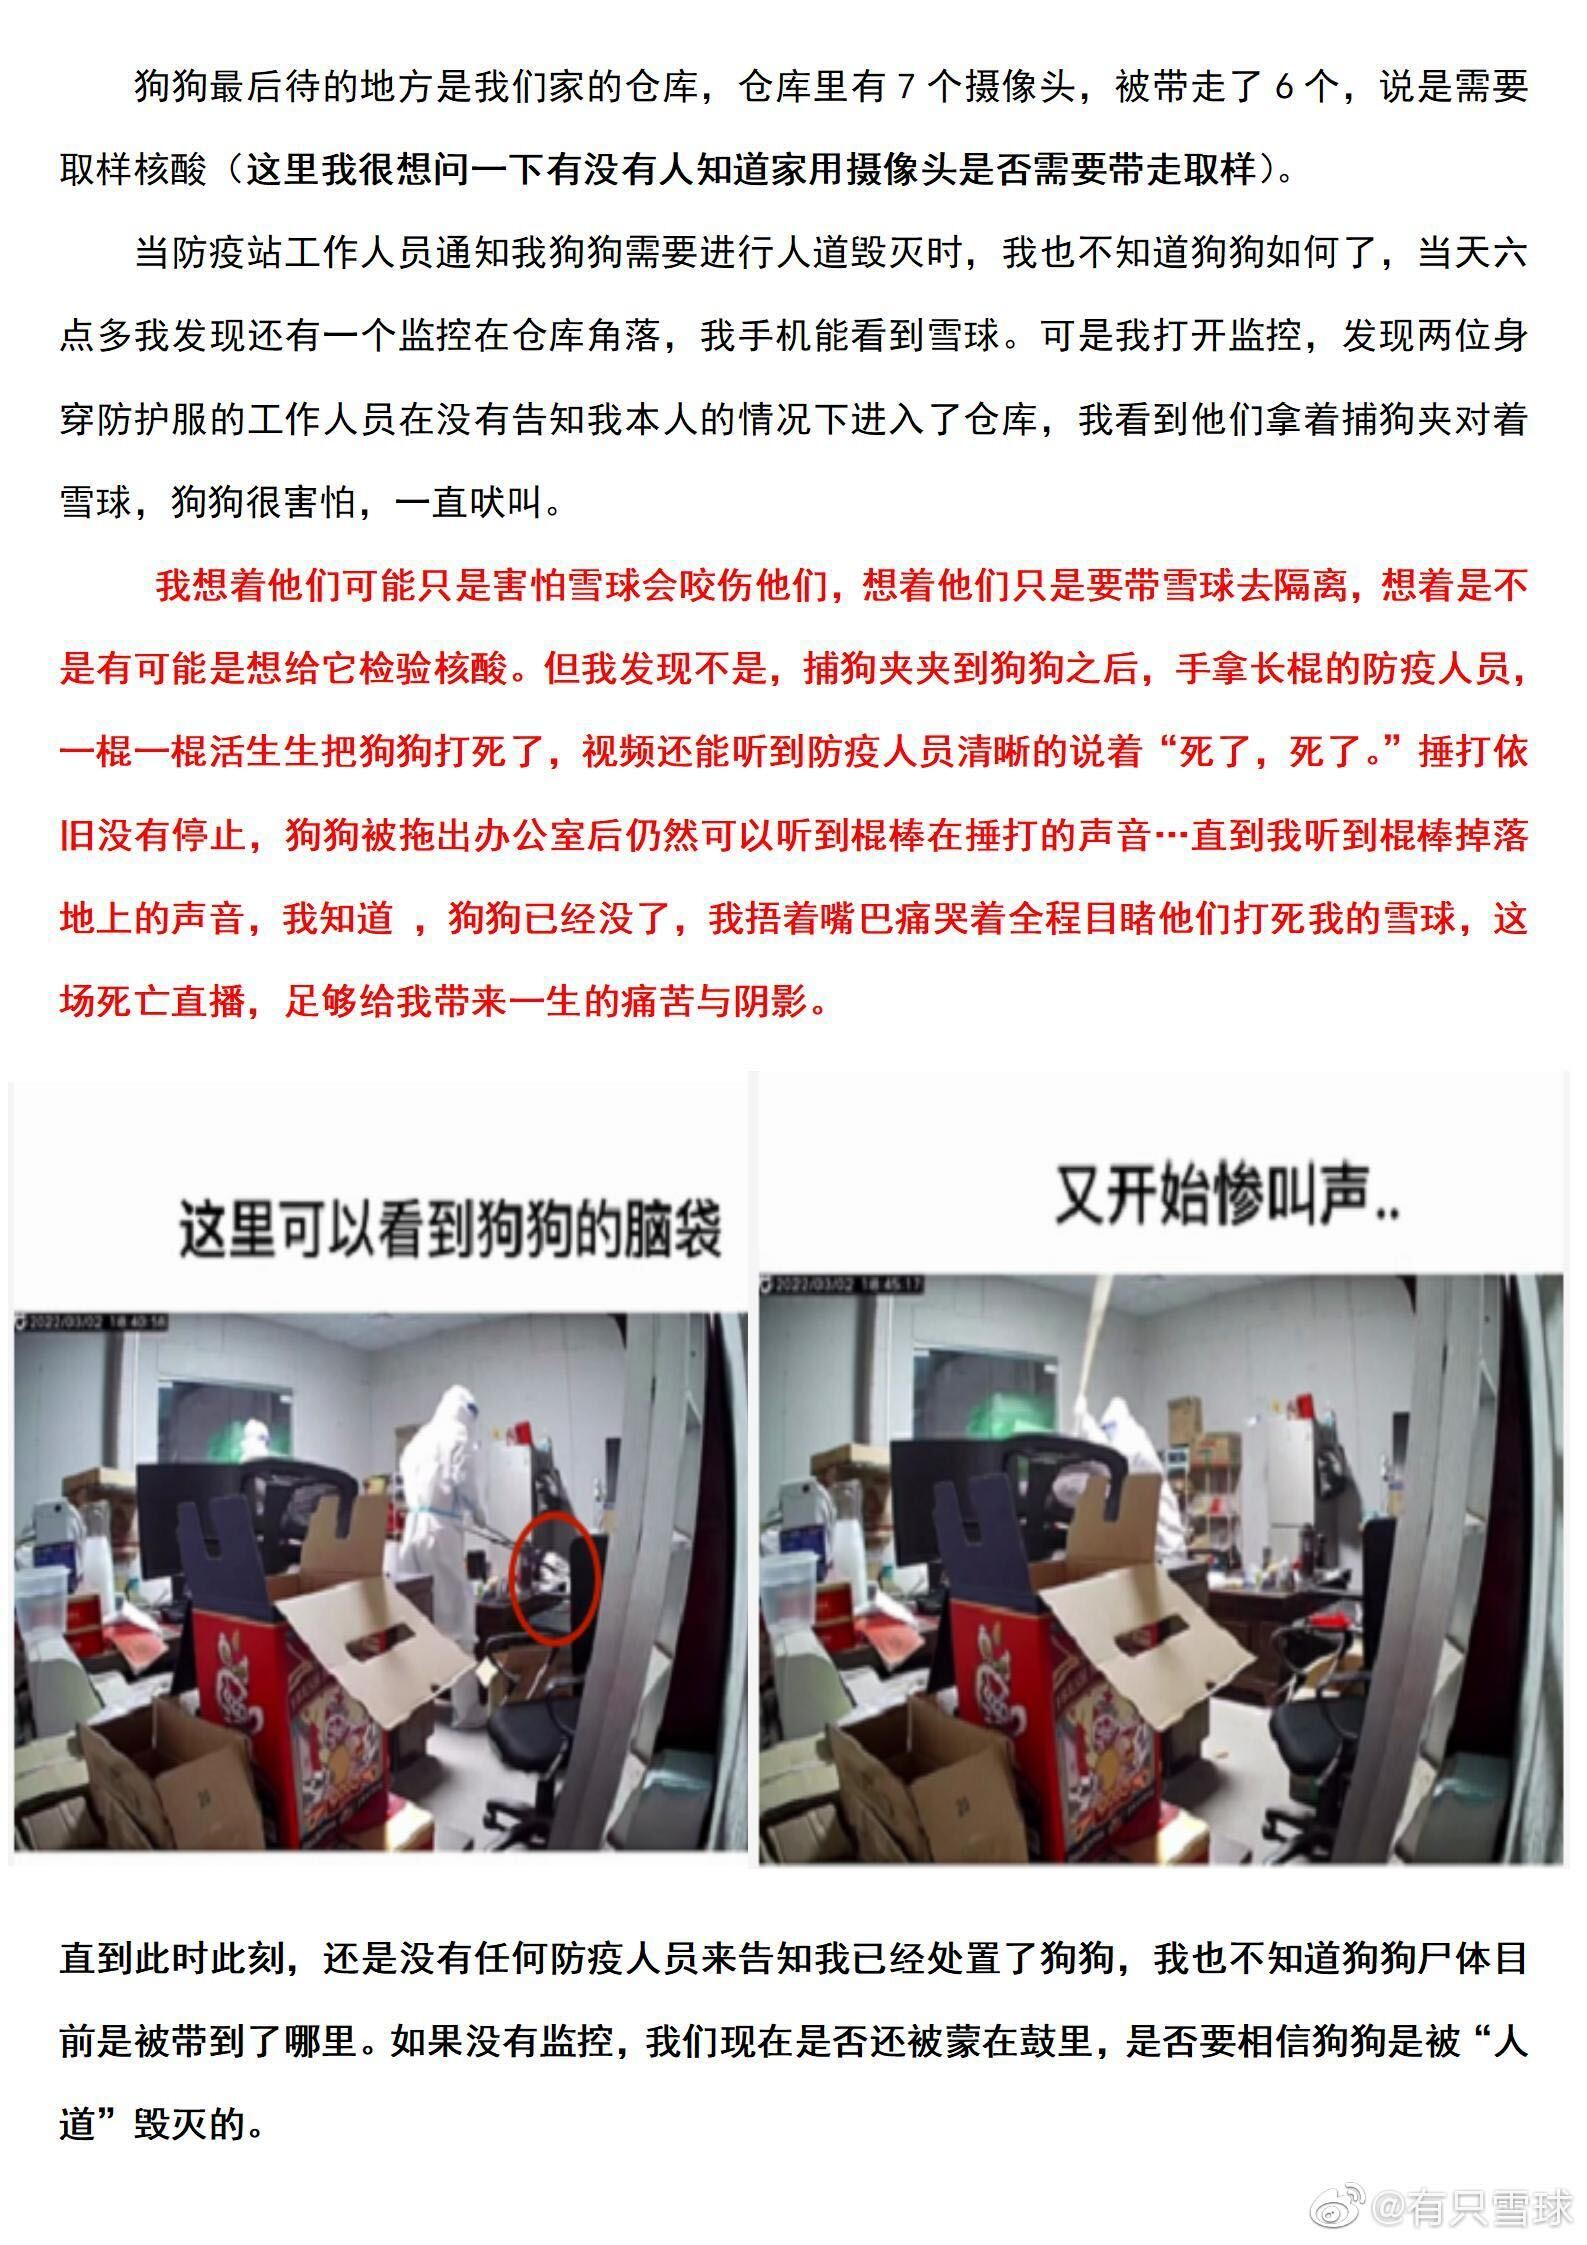 狗狗最后待的地方是我们家的仓库，仓库里有7个摄像头，被带走了6个，说是需要
取样核酸（这里我很想问一下有没有人知道家用摄像头是否需要带走取样）。
当防疫站工作人员通知我狗狗需要进行人道毁灭时，我也不知道狗狗如何了，当天六
点多我发现还有一个监控在仓库角落，我手机能看到雪球。可是我打开监控，发现两位身
穿防护服的工作人员在没有告知我本人的情况下进入了仓库，我看到他们拿着捕狗夹对着
雪球，狗狗很害怕，一直吠叫。
我想着他们可能只是害怕雪球会咬伤他们，想着他们只是要带雪球去隔离，想着是不
是有可能是想给它检验核酸。但我发现不是，捕狗夹夹到狗狗之后，手拿长棍的防疫人员，
一棍一棍活生生把狗狗打死了，视频还能听到防疫人员清晰的说着“死了，死了。”捶打依
旧没有停止，狗狗被拖出办公室后仍然可以听到棍棒在捶打的声音…直到我听到棍棒掉落
地上的声音，我知道 ，狗狗已经没了，我捂着嘴巴痛哭着全程目睹他们打死我的雪球，这
场死亡直播，足够给我带来一生的痛苦与阴影。
这里可以看到狗狗的脑袋
又开始惨叫声..
2022/03/02 18:40:58
2022/03/02 18:45:17
直到此时此刻，还是没有任何防疫人员来告知我已经处置了狗狗，我也不知道狗狗尸体目
前是被带到了哪里。如果没有监控，我们现在是否还被蒙在鼓里，是否要相信狗狗是被“人
道”毁灭的。
@有只雪球